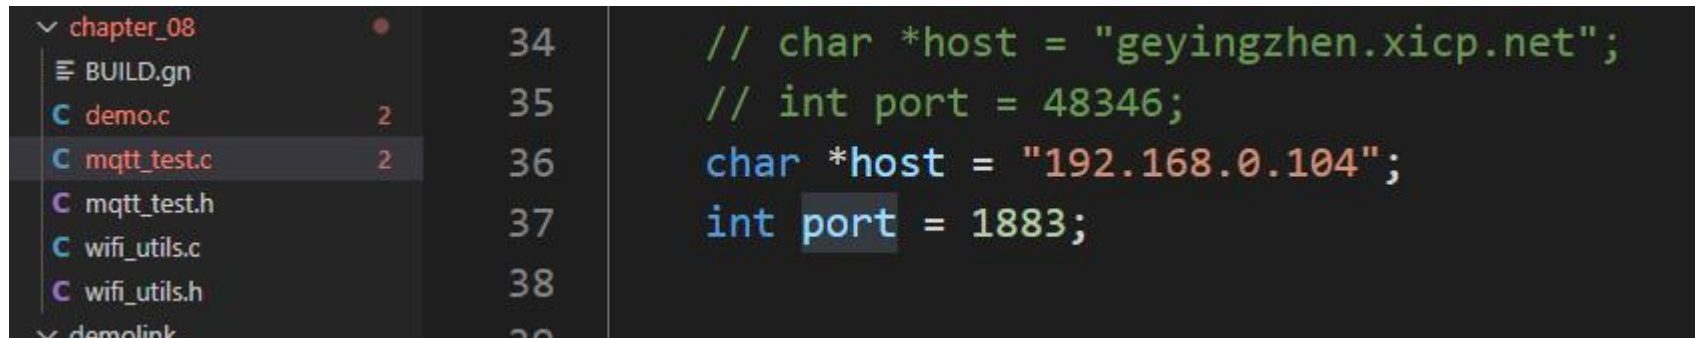 chapter_08
BUILD.gn
C demo.c 2
C mqtt_test.c 2
C mqtt_test.h
C wifi_utils.c
C wifi_utils.h
demolink
34 // char *host = "geyingzhen.xicp.net";
35 // int port = 48346;
36 char *host = "192.168.0.104";
37 int port = 1883;
38